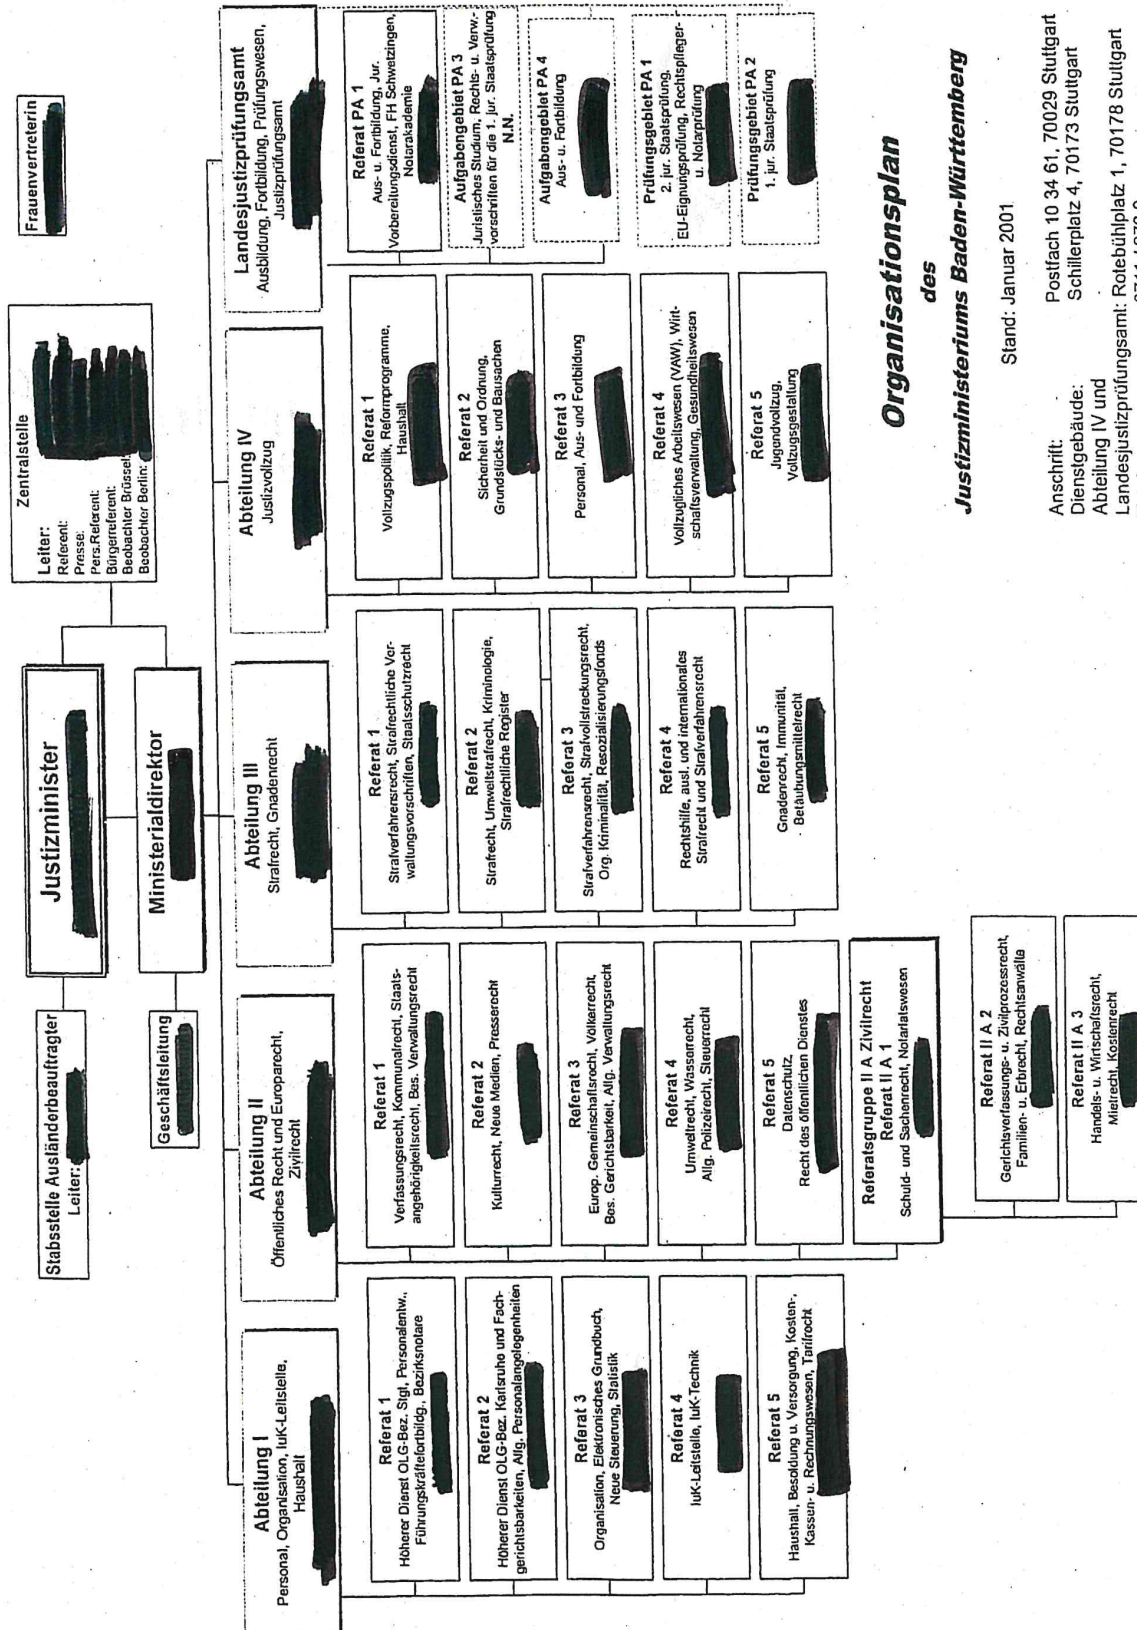 Frauenvertreterin
Zentralstelle
Leiter:
Referent:
Presse:
Pers.Referent:
Bürgerreferent:
Beobachter Brüssel:
Beobachter Berlin:
Justizminister
Ministerialdirektor
Stabsstelle Ausländerbeauftragter
Leiter:
Geschäftsleitung
Abteilung I
Personal, Organisation, IuK-Leitstelle,
Haushalt
Referat 1
Höherer Dienst OLG-Bez. Stgt, Personalentw.,
Führungskräftefortbildg., Bezirksnotare
Referat 2
Höherer Dienst OLG-Bez. Karlsruhe und Fach-
gerichtsbarkeiten, Allg. Personalangelegenheiten
Referat 3
Organisation, Elektronisches Grundbuch,
Neue Steuerung, Statistik
Referat 4
IuK-Leitstelle, IuK-Technik
Referat 5
Haushalt, Besoldung u. Versorgung, Kosten-,
Kassen- u. Rechnungswesen, Tarifrecht
Abteilung II
Öffentliches Recht und Europarecht,
Zivilrecht
Referat 1
Verfassungsrecht, Kommunalrecht, Staats-
angehörigkeitsrecht, Bes. Verwaltungsrecht
Referat 2
Kulturrecht, Neue Medien, Presserecht
Referat 3
Europ. Gemeinschaftsrecht, Völkerrecht,
Bes. Gerichtsbarkeit, Allg. Verwaltungsrecht
Referat 4
Umweltrecht, Wasserrecht,
Allg. Polizeirecht, Steuerrecht
Referat 5
Datenschutz,
Recht des öffentlichen Dienstes
Referatsgruppe II A Zivilrecht
Referat II A 1
Schuld- und Sachenrecht, Notariatswesen
Referat II A 2
Gerichtsverfassungs- u. Zivilprozessrecht,
Familien- u. Erbrecht, Rechtsanwälte
Referat II A 3
Handels- u. Wirtschaftsrecht,
Mietrecht, Kostenrecht
Abteilung III
Strafrecht, Gnadenrecht
Referat 1
Strafverfahrensrecht, Strafrechtliche Ver-
waltungsvorschriften, Staatsschutzrecht
Referat 2
Strafrecht, Umweltstrafrecht, Kriminologie,
Strafrechtliche Register
Referat 3
Strafverfahrensrecht, Strafvollstreckungsrecht,
Org. Kriminalität, Resozialisierungsfonds
Referat 4
Rechtshilfe, ausl. und internationales
Strafrecht und Strafverfahrensrecht
Referat 5
Gnadenrecht, Immunität,
Betäubungsmittelrecht
Abteilung IV
Justizvollzug
Referat 1
Vollzugspolitik, Reformprogramme,
Haushalt
Referat 2
Sicherheit und Ordnung,
Grundstücks- und Bausachen
Referat 3
Personal, Aus- und Fortbildung
Referat 4
Vollzugliches Arbeitswesen (VAW), Wirt-
schaftsverwaltung, Gesundheitswesen
Referat 5
Jugendvollzug,
Vollzugsgestaltung
Landesjustizprüfungsamt
Ausbildung, Fortbildung, Prüfungswesen,
Justizprüfungsamt
Referat PA 1
Aus- u. Fortbildung, Jur.
Vorbereitungsdienst, FH Schwetzingen,
Notarakademie
Aufgabengebiet PA 3
Juristisches Studium, Rechts- u. Verw.-
vorschriften für die 1. jur. Staatsprüfung
N.N.
Aufgabengebiet PA 4
Aus- u. Fortbildung
Prüfungsgebiet PA 1
2. jur. Staatsprüfung,
EU-Eignungsprüfung, Rechtspfleger-
u. Notarprüfung
Prüfungsgebiet PA 2
1. jur. Staatsprüfung
Organisationsplan
des
Justizministeriums Baden-Württemberg
Stand: Januar 2001
Anschrift: Postfach 10 34 61, 70029 Stuttgart
Dienstgebäude: Schillerplatz 4, 70173 Stuttgart
Abteilung IV und
Landesjustizprüfungsamt: Rotebühlplatz 1, 70178 Stuttgart